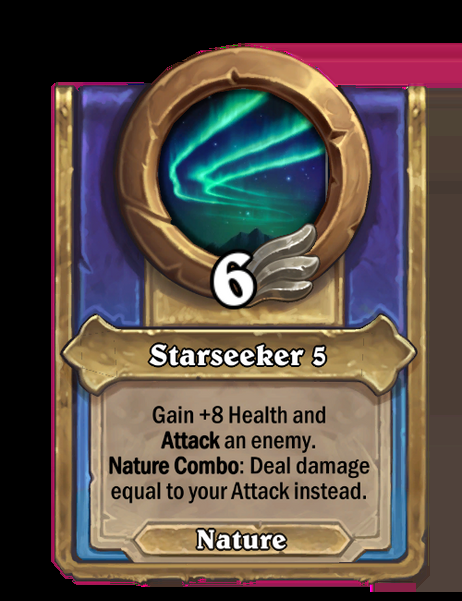 6
Starseeker 5
Gain +8 Health and
Attack an enemy.
Nature Combo: Deal damage
equal to your Attack instead.
Nature